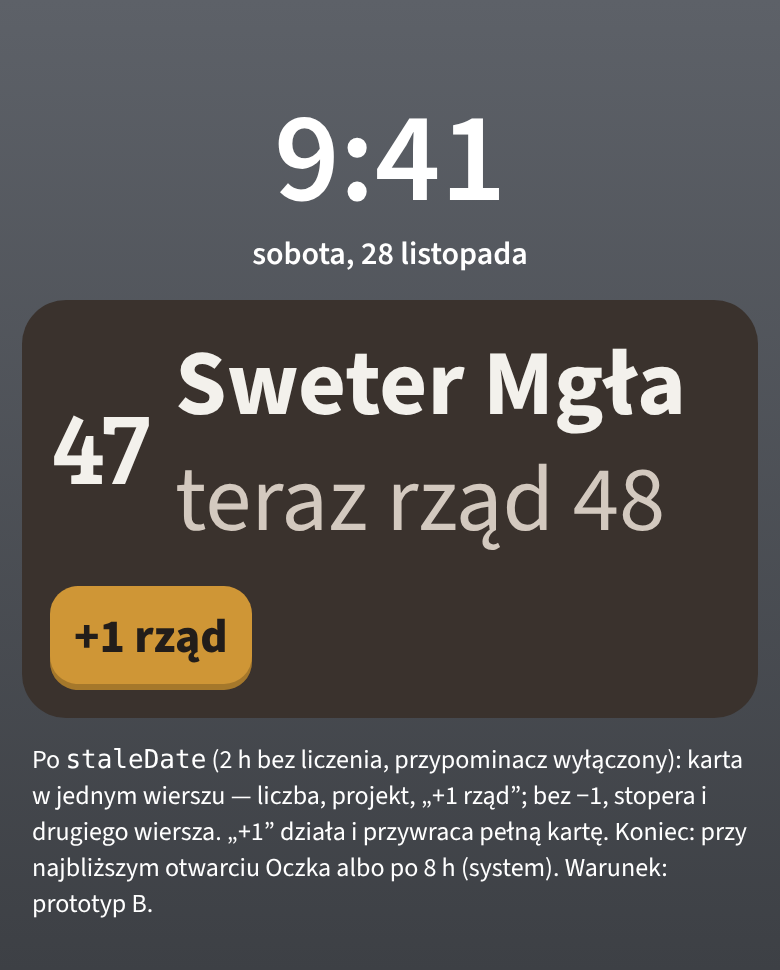 9:41
sobota, 28 listopada
Sweter Mgła
47
teraz rząd 48
+1 rząd
Po staleDate (2 h bez liczenia, przypominacz wyłączony): karta
w jednym wierszu — liczba, projekt, „+1 rząd”; bez −1, stopera i
drugiego wiersza. „+1” działa i przywraca pełną kartę. Koniec: przy
najbliższym otwarciu Oczka albo po 8 h (system). Warunek:
prototyp B.